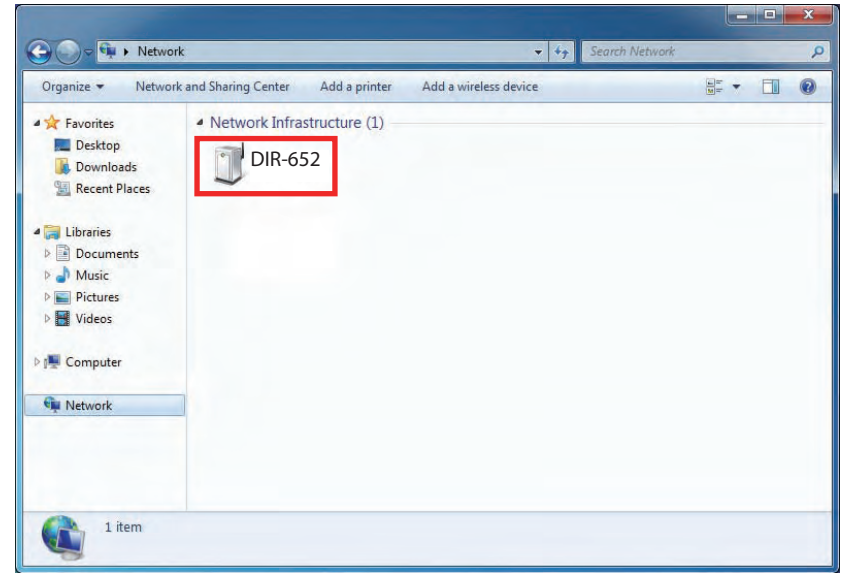 Network
Search Network
Organize
Network and Sharing Center
Add a printer
Add a wireless device
Favorites
Desktop
Downloads
Recent Places
Libraries
Documents
Music
Pictures
Videos
Computer
Network
Network Infrastructure (1)
DIR-652
1 item